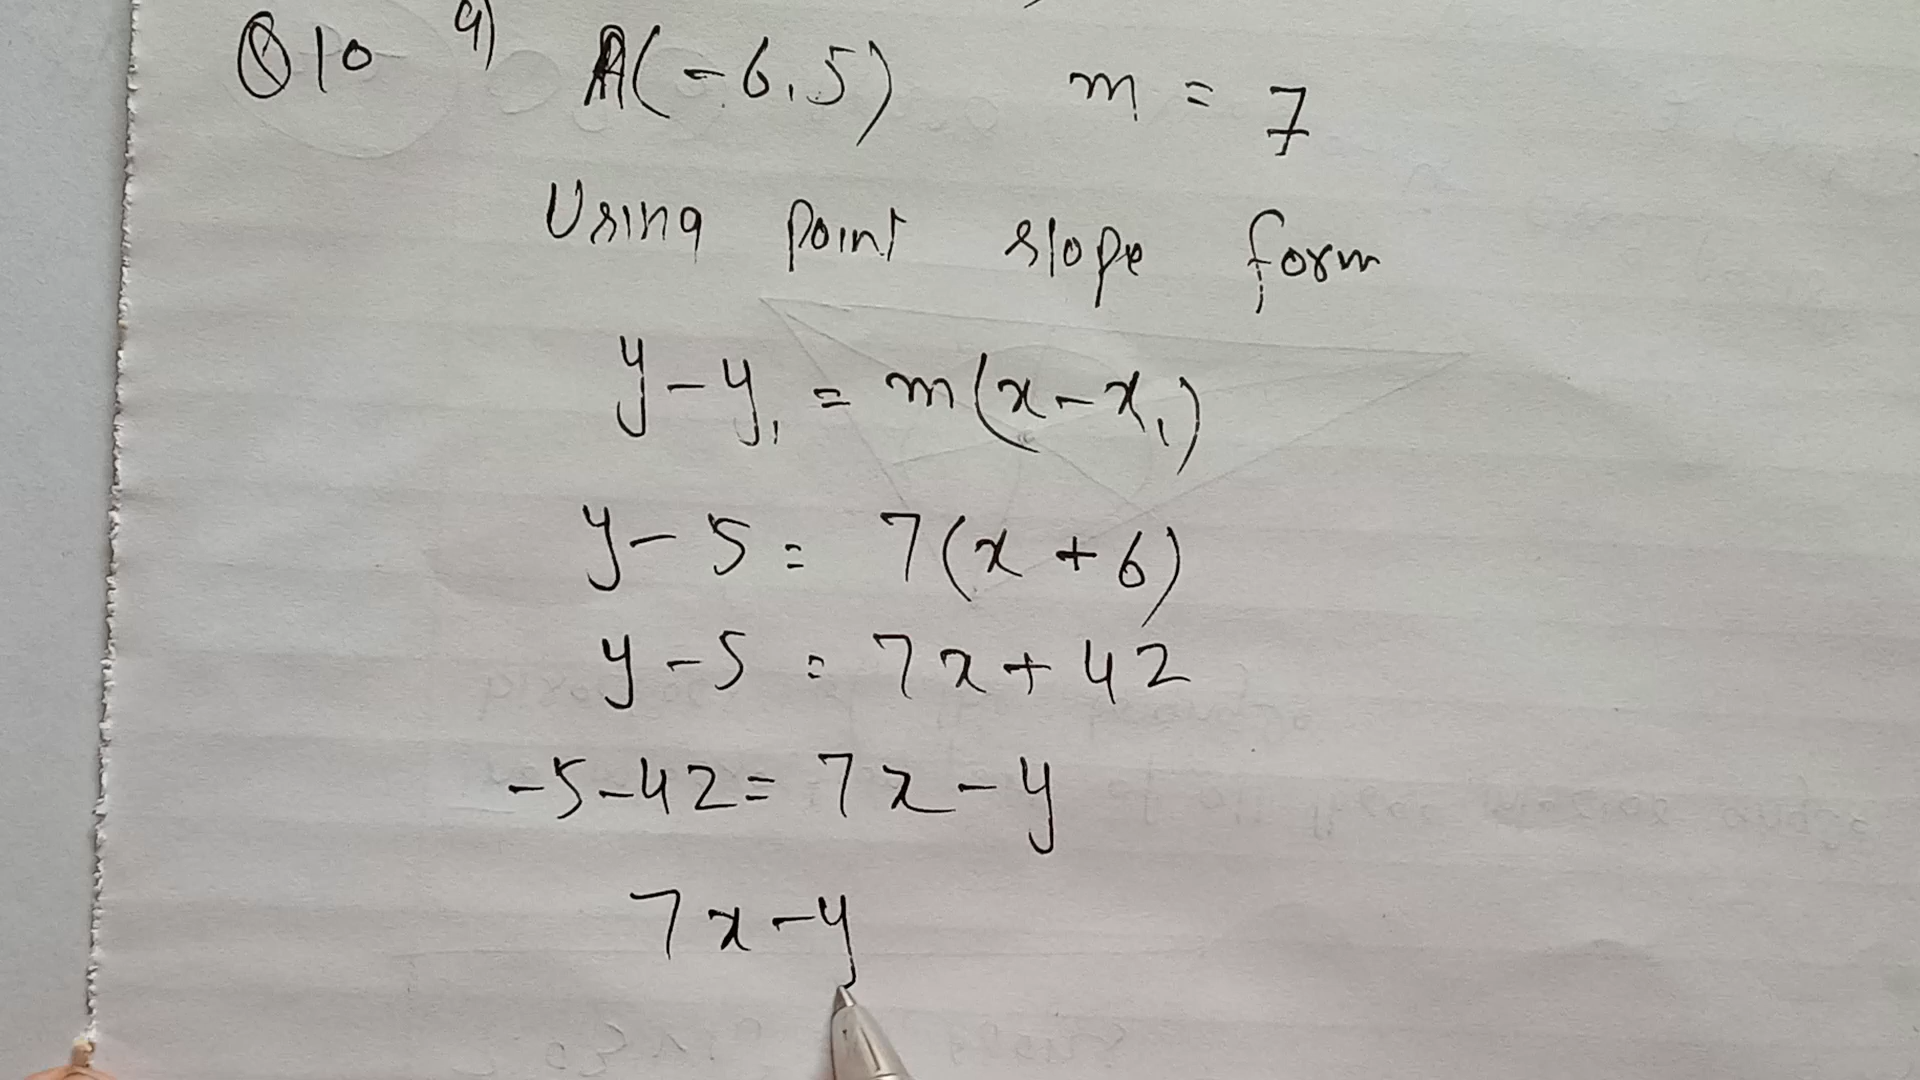 Q10 a) A(-6,5) m = 7
Using point slope form
y-y₁ = m(x-x₁)
y-5 = 7(x+6)
y-5 = 7x+42
-5-42 = 7x-y
7x-y